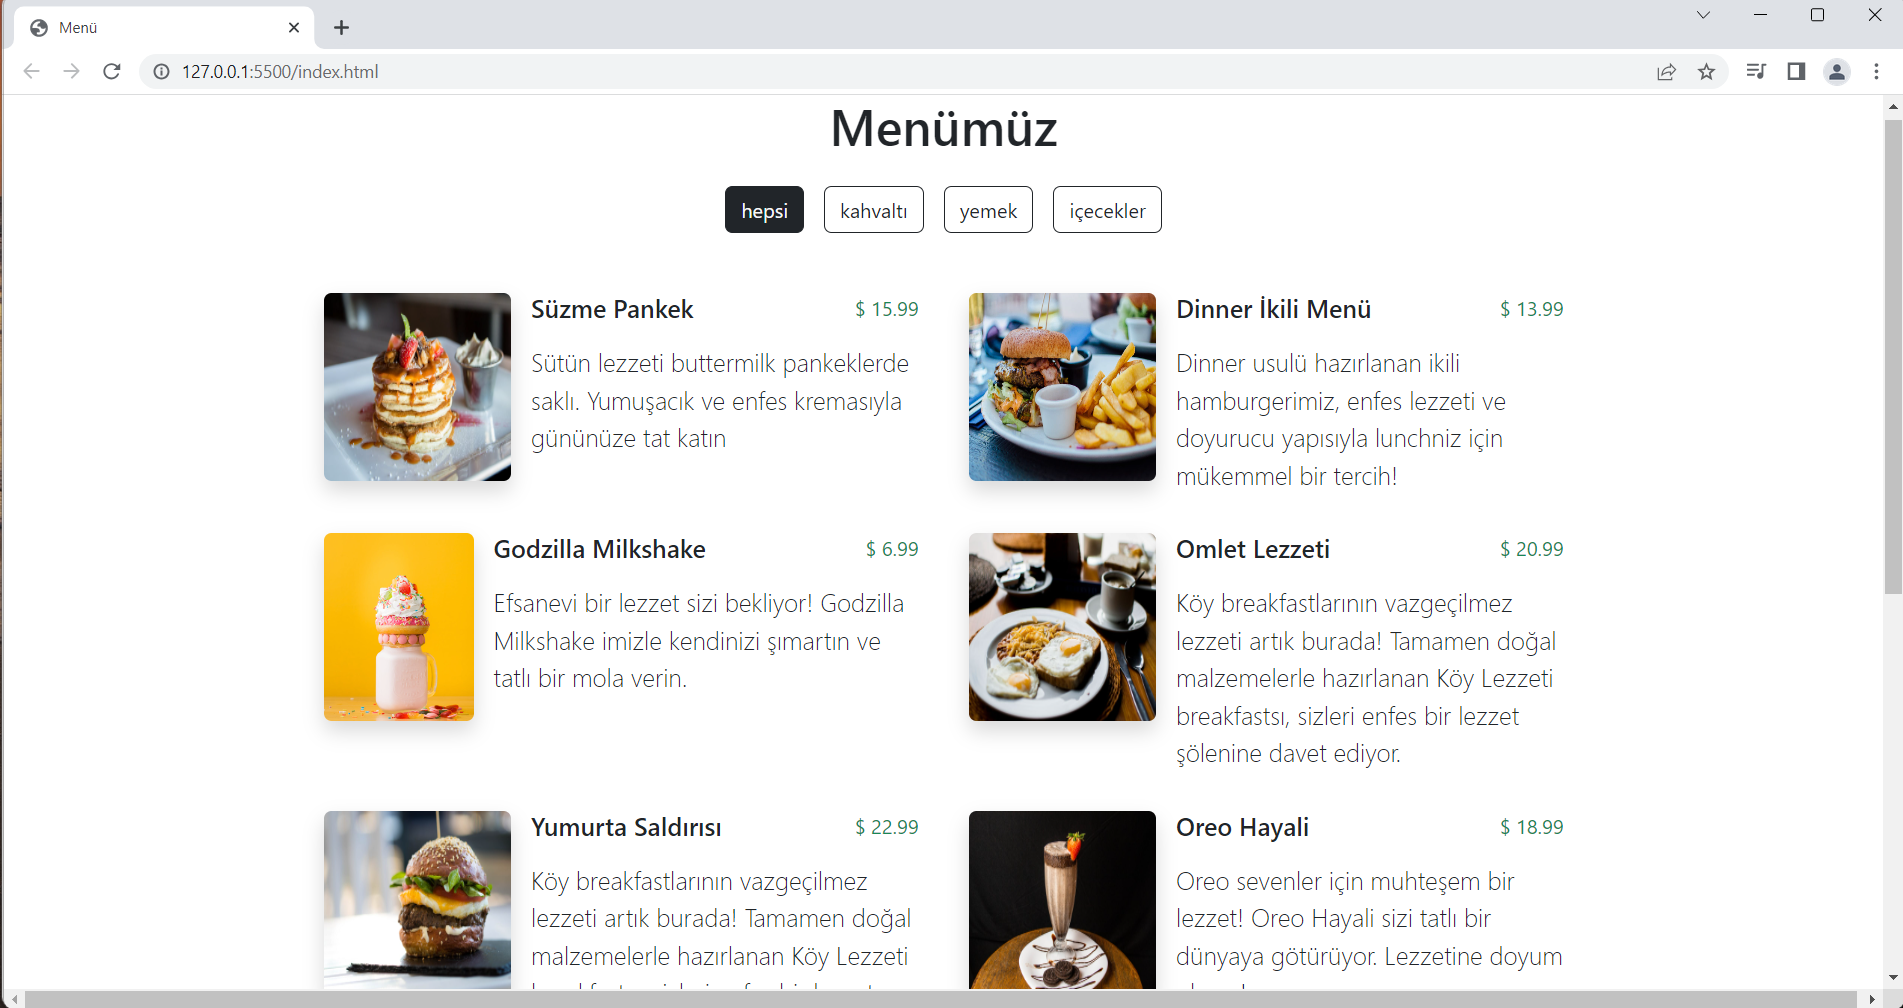 Menü
127.0.0.1:5500/index.html
Menümüz
hepsi
kahvaltı
yemek
içecekler
Süzme Pankek
$ 15.99
Sütün lezzeti buttermilk pankeklerde
saklı. Yumuşacık ve enfes kremasıyla
gününüze tat katın
Dinner İkili Menü
$ 13.99
Dinner usulü hazırlanan ikili
hamburgerimiz, enfes lezzeti ve
doyurucu yapısıyla lunchniz için
mükemmel bir tercih!
Godzilla Milkshake
$ 6.99
Efsanevi bir lezzet sizi bekliyor! Godzilla
Milkshake imizle kendinizi şımartın ve
tatlı bir mola verin.
Omlet Lezzeti
$ 20.99
Köy breakfastlarının vazgeçilmez
lezzeti artık burada! Tamamen doğal
malzemelerle hazırlanan Köy Lezzeti
breakfastsı, sizleri enfes bir lezzet
şölenine davet ediyor.
Yumurta Saldırısı
$ 22.99
Köy breakfastlarının vazgeçilmez
lezzeti artık burada! Tamamen doğal
malzemelerle hazırlanan Köy Lezzeti
Oreo Hayali
$ 18.99
Oreo sevenler için muhteşem bir
lezzet! Oreo Hayali sizi tatlı bir
dünyaya götürüyor. Lezzetine doyum